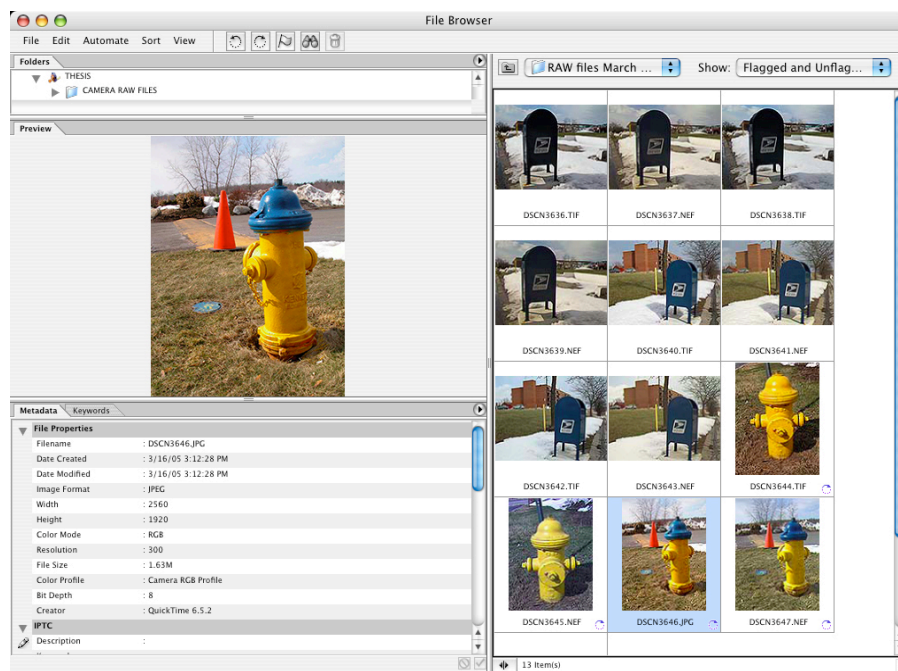 File Browser
File Edit Automate Sort View
Folders
THESIS
CAMERA RAW FILES
Preview
Metadata Keywords
File Properties
Filename : DSCN3646.JPG
Date Created : 3/16/05 3:12:28 PM
Date Modified : 3/16/05 3:12:28 PM
Image Format : JPEG
Width : 2560
Height : 1920
Color Mode : RGB
Resolution : 300
File Size : 1.63M
Color Profile : Camera RGB Profile
Bit Depth : 8
Creator : QuickTime 6.5.2
IPTC
Description :
RAW files March ... Show: Flagged and Unflag...
DSCN3636.TIF DSCN3637.NEF DSCN3638.TIF
DSCN3639.NEF DSCN3640.TIF DSCN3641.NEF
DSCN3642.TIF DSCN3643.NEF DSCN3644.TIF
DSCN3645.NEF DSCN3646.JPG DSCN3647.NEF
13 Item(s)